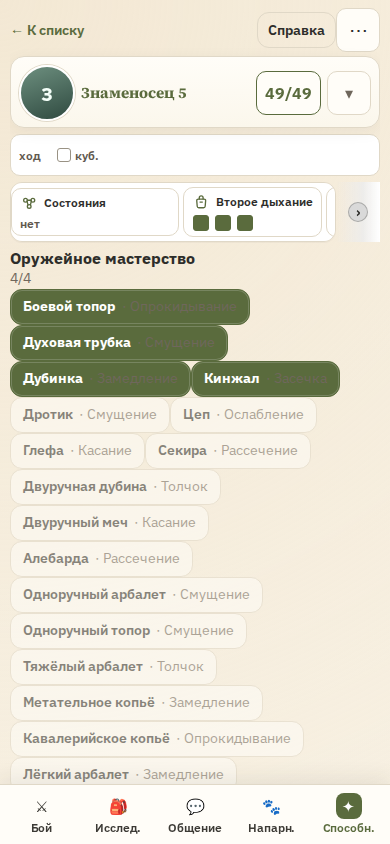 ← К списку
Справка
⋯
3
Знаменосец 5
49/49
▼
ход
куб.
Состояния
нет
Второе дыхание
›
Оружейное мастерство
4/4
Боевой топор · Опрокидывание
Духовая трубка · Смущение
Дубинка · Замедление Кинжал · Засечка
Дротик · Смущение Цеп · Ослабление
Глефа · Касание Секира · Рассечение
Двуручная дубина · Толчок
Двуручный меч · Касание
Алебарда · Рассечение
Одноручный арбалет · Смущение
Одноручный топор · Смущение
Тяжёлый арбалет · Толчок
Метательное копьё · Замедление
Кавалерийское копьё · Опрокидывание
Лёгкий арбалет · Замедление
Бой Исслед. Общение Напарн. Способн.